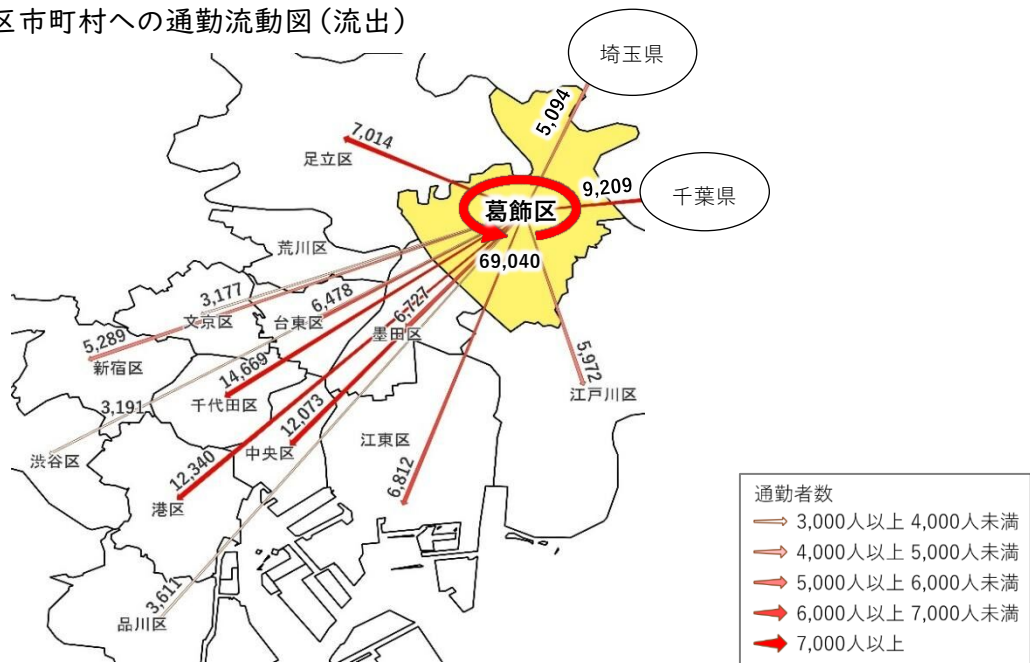 区市町村への通勤流動図(流出)
埼玉県
5,094
7,014
足立区
9,209
千葉県
葛飾区
荒川区
69,040
3,177
6,478
6,727
文京区
台東区
墨田区
5,289
新宿区
14,669
5,972
千代田区
江戸川区
3,191
12,073
江東区
渋谷区
12,340
中央区
6,812
港区
3,611
品川区
通勤者数
3,000人以上 4,000人未満
4,000人以上 5,000人未満
5,000人以上 6,000人未満
6,000人以上 7,000人未満
7,000人以上